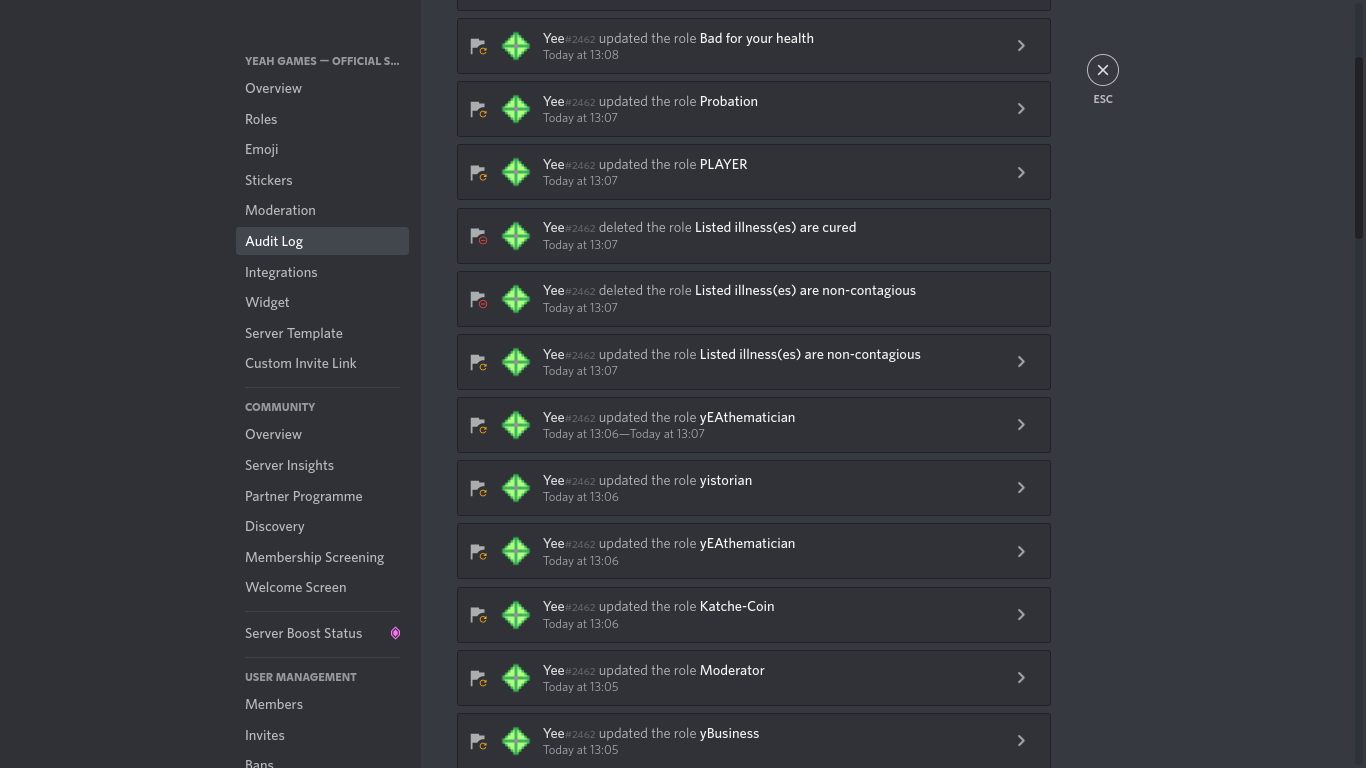 YEAH GAMES — OFFICIAL S...
Overview
Roles
Emoji
Stickers
Moderation
Audit Log
Integrations
Widget
Server Template
Custom Invite Link
COMMUNITY
Overview
Server Insights
Partner Programme
Discovery
Membership Screening
Welcome Screen
Server Boost Status
USER MANAGEMENT
Members
Invites
Bans
Yee#2462 updated the role Bad for your health
Today at 13:08
Yee#2462 updated the role Probation
Today at 13:07
Yee#2462 updated the role PLAYER
Today at 13:07
Yee#2462 deleted the role Listed illness(es) are cured
Today at 13:07
Yee#2462 deleted the role Listed illness(es) are non-contagious
Today at 13:07
Yee#2462 updated the role Listed illness(es) are non-contagious
Today at 13:07
Yee#2462 updated the role yEAthematician
Today at 13:06—Today at 13:07
Yee#2462 updated the role yistorian
Today at 13:06
Yee#2462 updated the role yEAthematician
Today at 13:06
Yee#2462 updated the role Katche-Coin
Today at 13:06
Yee#2462 updated the role Moderator
Today at 13:05
Yee#2462 updated the role yBusiness
Today at 13:05
ESC